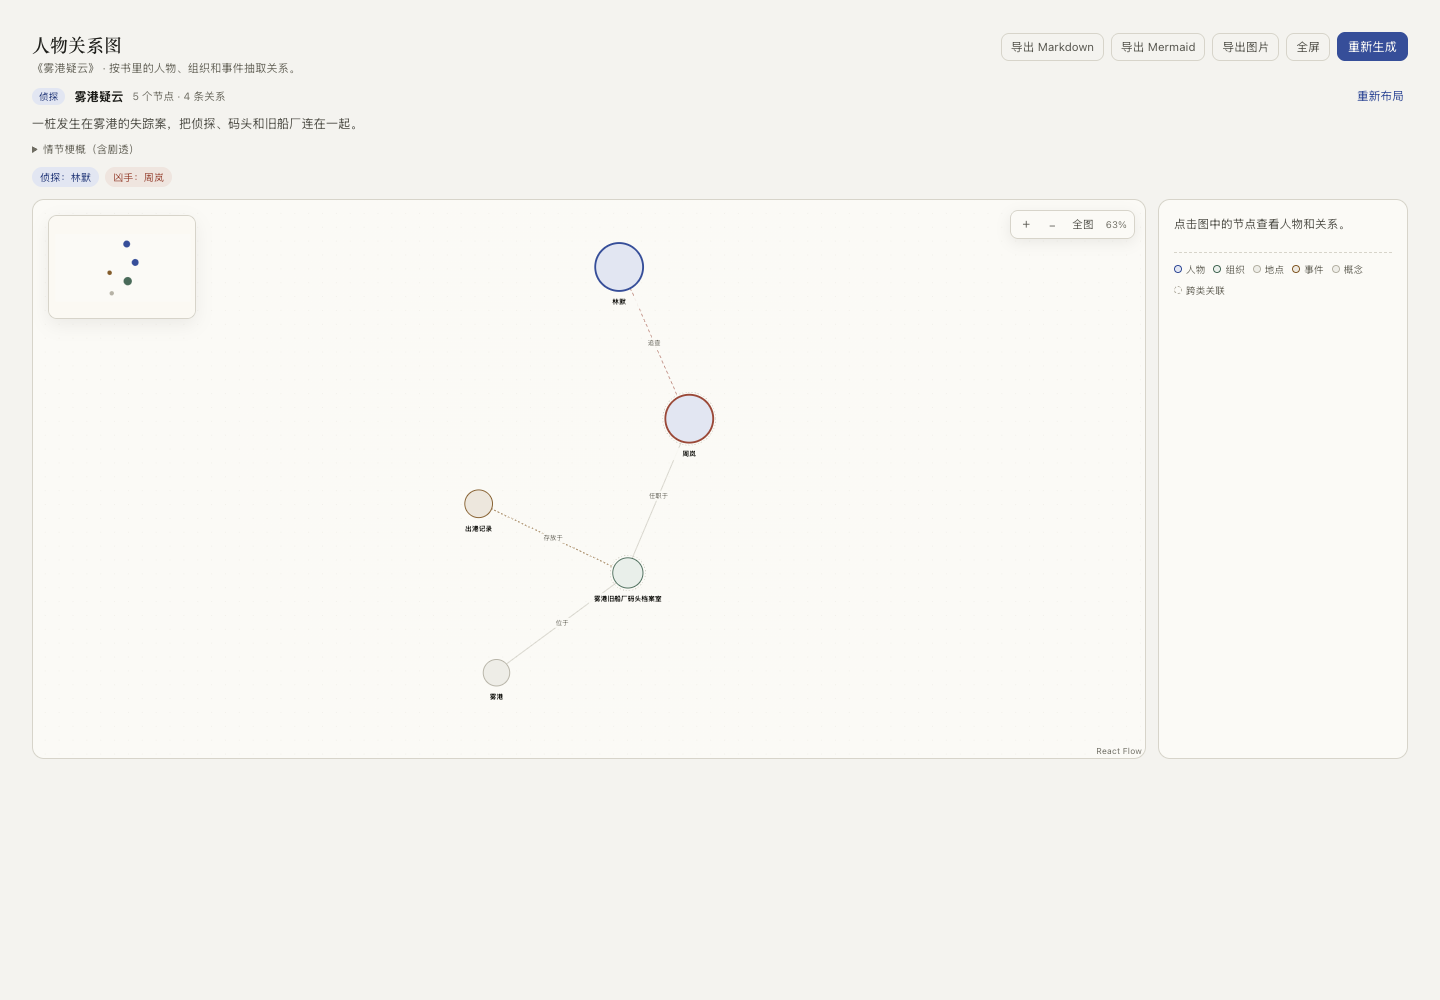 人物关系图
《雾港疑云》 · 按书里的人物、组织和事件抽取关系。
导出 Markdown
导出 Mermaid
导出图片
全屏
重新生成
侦探 雾港疑云 5 个节点 · 4 条关系
重新布局
一桩发生在雾港的失踪案，把侦探、码头和旧船厂连在一起。
▶ 情节梗概（含剧透）
侦探：林默
凶手：周岚
+ − 全图 63%
林默
追查
周岚
任职于
出港记录
存放于
雾港旧船厂码头档案室
位于
雾港
React Flow
点击图中的节点查看人物和关系。
人物 组织 地点 事件 概念
跨类关联